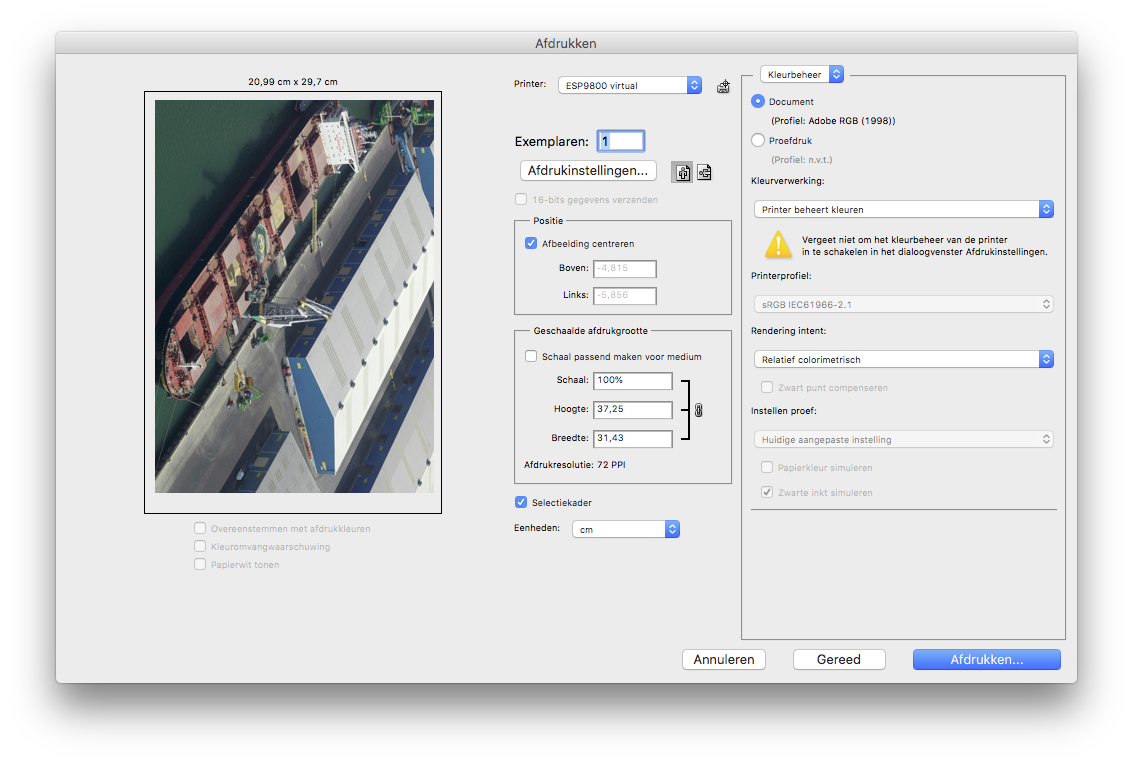 Afdrukken
20,99 cm x 29,7 cm
Overeenstemmen met afdrukkleuren
Kleuromvangwaarschuwing
Papierwit tonen
Printer: ESP9800 virtual
Exemplaren: 1
Afdrukinstellingen...
16-bits gegevens verzenden
Positie
Afbeelding centreren
Boven: -4,815
Links: -5,856
Geschaalde afdrukgrootte
Schaal passend maken voor medium
Schaal: 100%
Hoogte: 37,25
Breedte: 31,43
Afdrukresolutie: 72 PPI
Selectiekader
Eenheden: cm
Kleurbeheer
Document
(Profiel: Adobe RGB (1998))
Proefdruk
(Profiel: n.v.t.)
Kleurverwerking:
Printer beheert kleuren
Vergeet niet om het kleurbeheer van de printer
in te schakelen in het dialoogvenster Afdrukinstellingen.
Printerprofiel:
sRGB IEC61966-2.1
Rendering intent:
Relatief colorimetrisch
Zwart punt compenseren
Instellen proef:
Huidige aangepaste instelling
Papierkleur simuleren
Zwarte inkt simuleren
Annuleren
Gereed
Afdrukken...